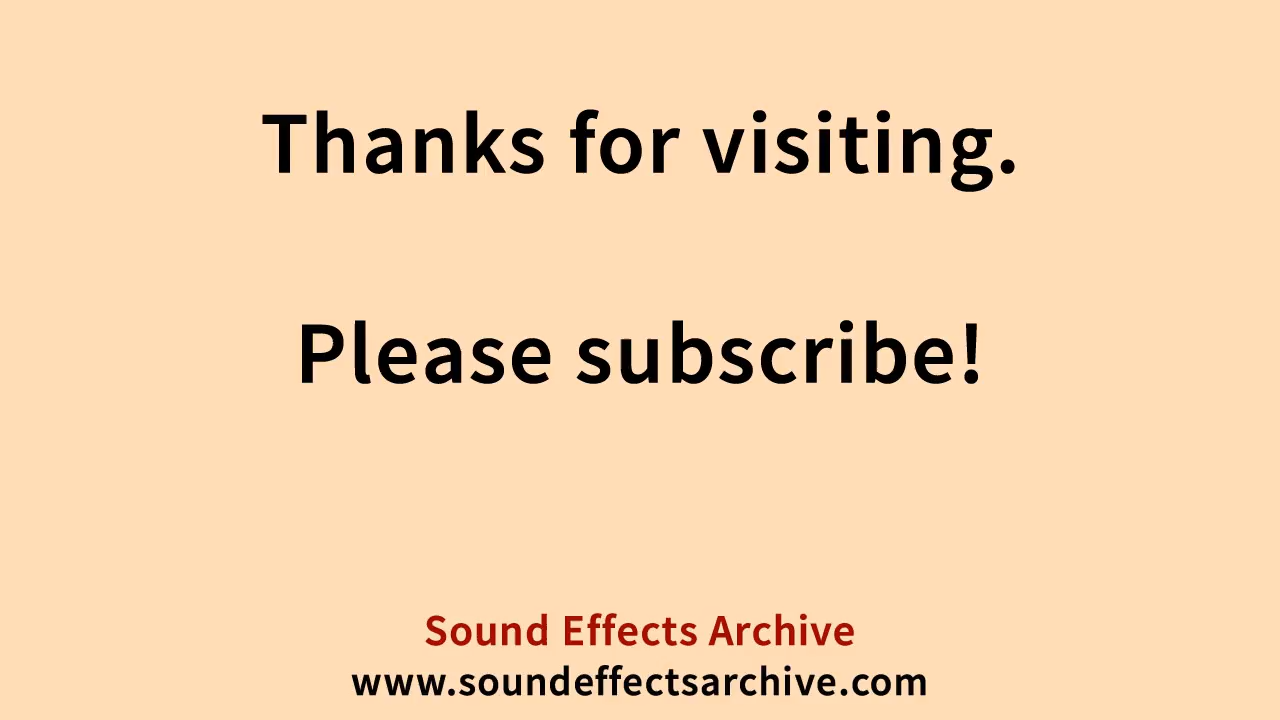 Thanks for visiting.
Please subscribe!
Sound Effects Archive
www.soundeffectsarchive.com